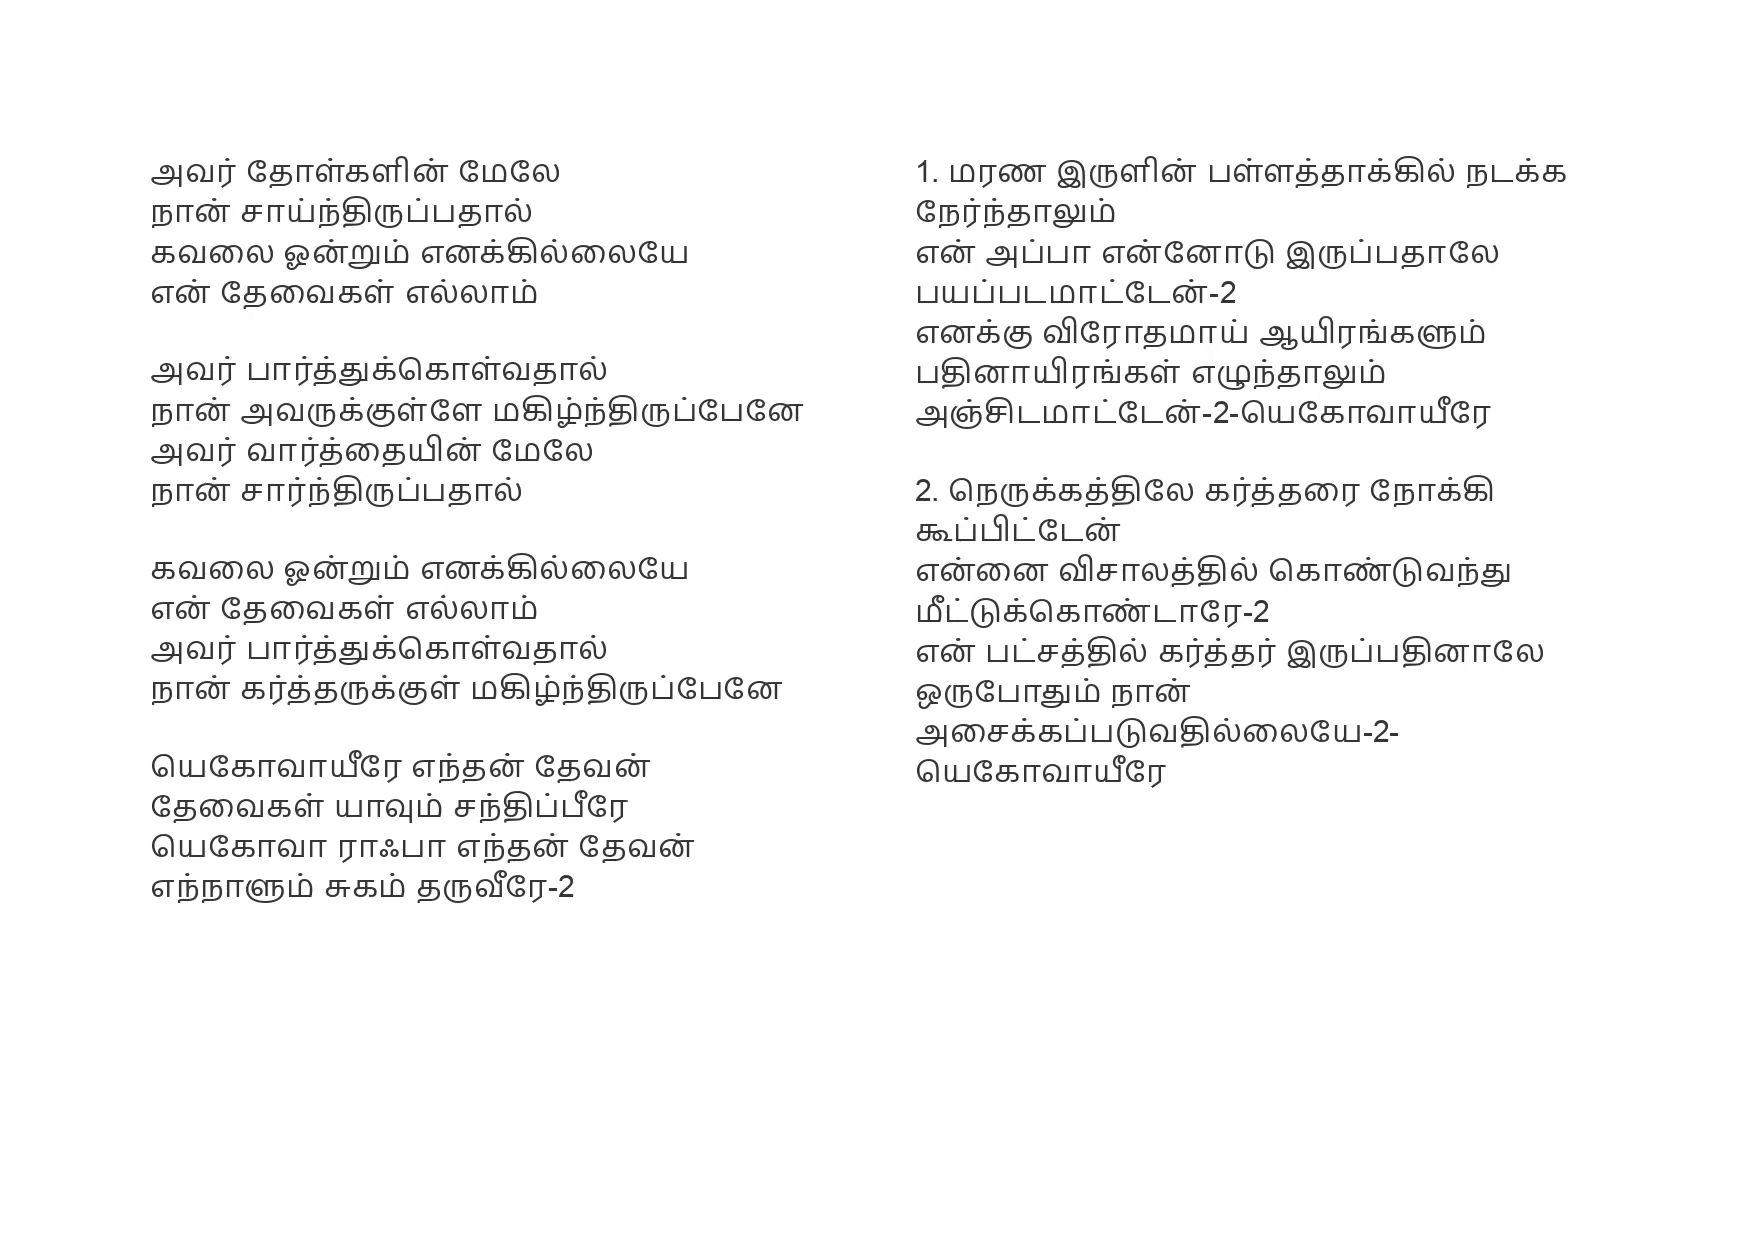 அவர் தோள்களின் மேலே
நான் சாய்ந்திருப்பதால்
கவலை ஒன்றும் எனக்கில்லையே
என் தேவைகள் எல்லாம்
அவர் பார்த்துக்கொள்வதால்
நான் அவருக்குள்ளே மகிழ்ந்திருப்பேனே
அவர் வார்த்தையின் மேலே
நான் சார்ந்திருப்பதால்
கவலை ஒன்றும் எனக்கில்லையே
என் தேவைகள் எல்லாம்
அவர் பார்த்துக்கொள்வதால்
நான் கர்த்தருக்குள் மகிழ்ந்திருப்பேனே
யெகோவாயீரே எந்தன் தேவன்
தேவைகள் யாவும் சந்திப்பீரே
யெகோவா ராஃபா எந்தன் தேவன்
எந்நாளும் சுகம் தருவீரே-2
1. மரண இருளின் பள்ளத்தாக்கில் நடக்க
நேர்ந்தாலும்
என் அப்பா என்னோடு இருப்பதாலே
பயப்படமாட்டேன்-2
எனக்கு விரோதமாய் ஆயிரங்களும்
பதினாயிரங்கள் எழுந்தாலும்
அஞ்சிடமாட்டேன்-2-யெகோவாயீரே
2. நெருக்கத்திலே கர்த்தரை நோக்கி
கூப்பிட்டேன்
என்னை விசாலத்தில் கொண்டுவந்து
மீட்டுக்கொண்டாரே-2
என் பட்சத்தில் கர்த்தர் இருப்பதினாலே
ஒருபோதும் நான்
அசைக்கப்படுவதில்லையே-2-
யெகோவாயீரே